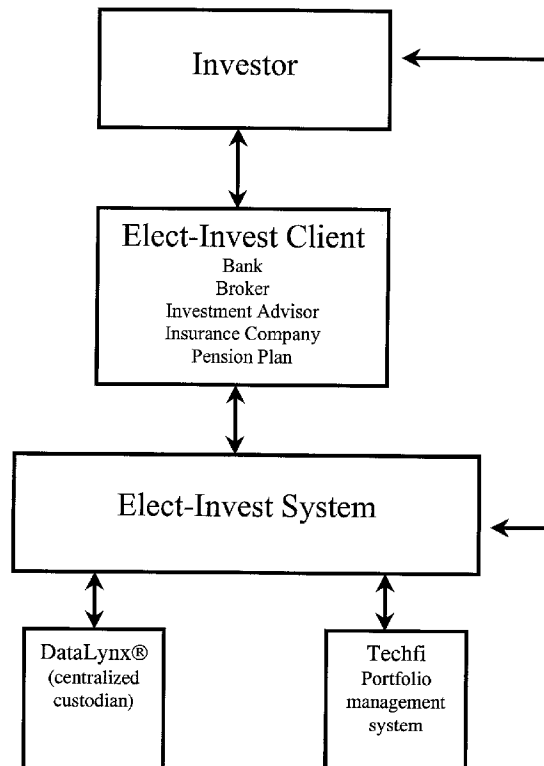 Investor
Elect-Invest Client
Bank
Broker
Investment Advisor
Insurance Company
Pension Plan
Elect-Invest System
DataLynx®
(centralized
custodian)
Techfi
Portfolio
management
system